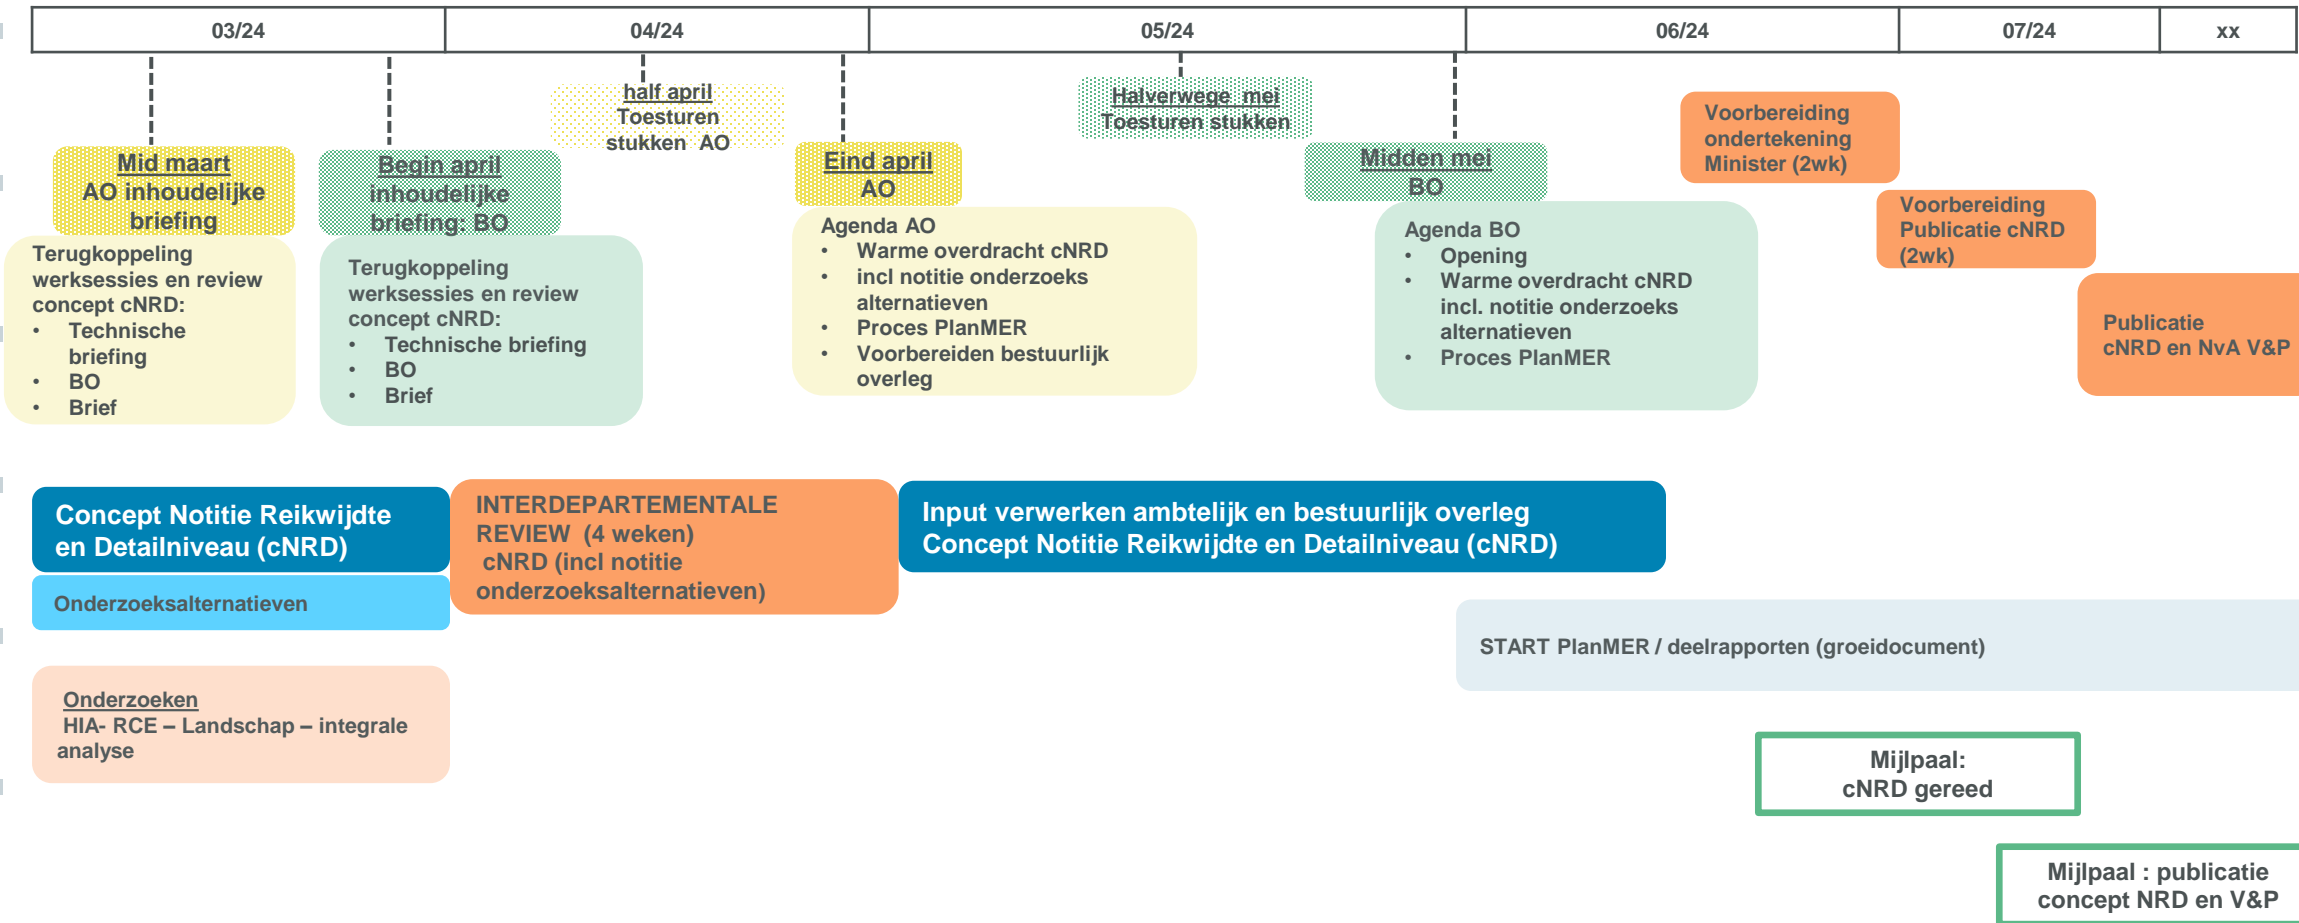 03/24
04/24
05/24
06/24
07/24
xx
Mid maart
AO inhoudelijke
briefing
Terugkoppeling
werksessies en review
concept cNRD:
• Technische
briefing
• BO
• Brief
Begin april
inhoudelijke
briefing: BO
Terugkoppeling
werksessies en review
concept cNRD:
• Technische briefing
• BO
• Brief
half april
Toesturen
stukken AO
Eind april
AO
Agenda AO
• Warme overdracht cNRD
• incl notitie onderzoeks
alternatieven
• Proces PlanMER
• Voorbereiden bestuurlijk
overleg
Halverwege mei
Toesturen stukken
Midden mei
BO
Agenda BO
• Opening
• Warme overdracht cNRD
incl. notitie onderzoeks
alternatieven
• Proces PlanMER
Voorbereiding
ondertekening
Minister (2wk)
Voorbereiding
Publicatie cNRD
(2wk)
Publicatie
cNRD en NvA V&P
Concept Notitie Reikwijdte
en Detailniveau (cNRD)
Onderzoeksalternatieven
INTERDEPARTEMENTALE
REVIEW (4 weken)
cNRD (incl notitie
onderzoeksalternatieven)
Input verwerken ambtelijk en bestuurlijk overleg
Concept Notitie Reikwijdte en Detailniveau (cNRD)
START PlanMER / deelrapporten (groeidocument)
Onderzoeken
HIA- RCE – Landschap – integrale
analyse
Mijlpaal:
cNRD gereed
Mijlpaal : publicatie
concept NRD en V&P